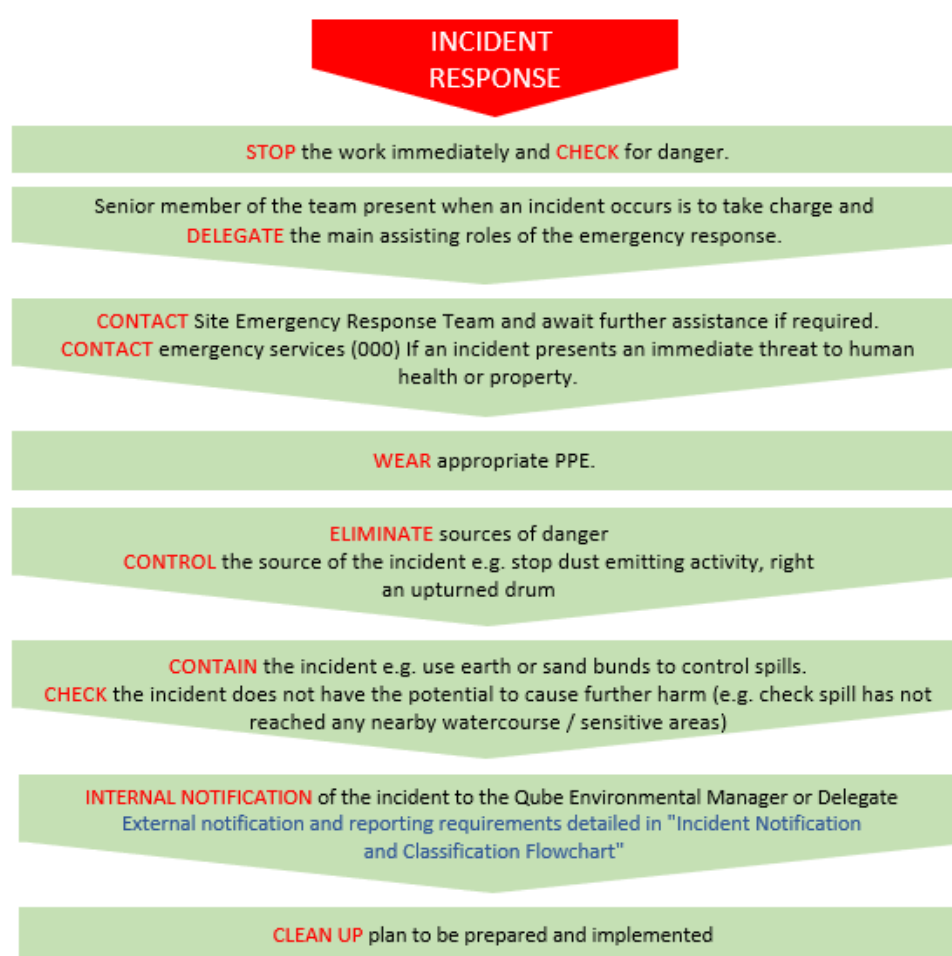 INCIDENT
RESPONSE
STOP the work immediately and CHECK for danger.
Senior member of the team present when an incident occurs is to take charge and
DELEGATE the main assisting roles of the emergency response.
CONTACT Site Emergency Response Team and await further assistance if required.
CONTACT emergency services (000) If an incident presents an immediate threat to human
health or property.
WEAR appropriate PPE.
ELIMINATE sources of danger
CONTROL the source of the incident e.g. stop dust emitting activity, right
an upturned drum
CONTAIN the incident e.g. use earth or sand bunds to control spills.
CHECK the incident does not have the potential to cause further harm (e.g. check spill has not
reached any nearby watercourse / sensitive areas)
INTERNAL NOTIFICATION of the incident to the Qube Environmental Manager or Delegate
External notification and reporting requirements detailed in "Incident Notification
and Classification Flowchart"
CLEAN UP plan to be prepared and implemented